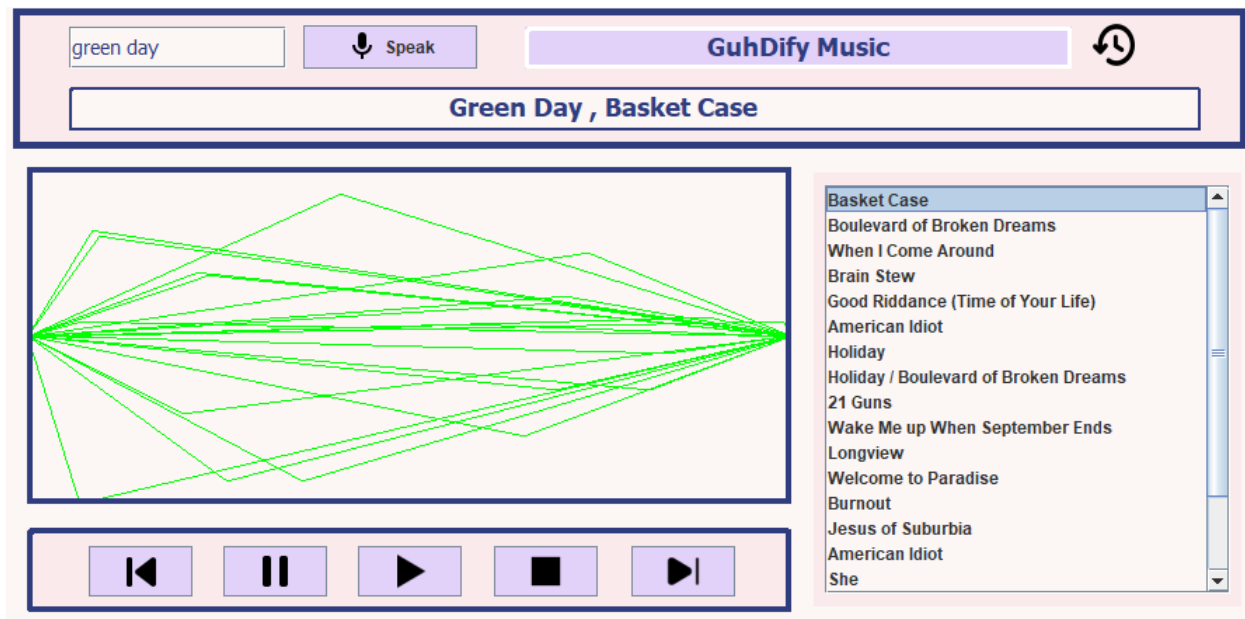 green day
Speak
GuhDify Music
Green Day , Basket Case
Basket Case
Boulevard of Broken Dreams
When I Come Around
Brain Stew
Good Riddance (Time of Your Life)
American Idiot
Holiday
Holiday / Boulevard of Broken Dreams
21 Guns
Wake Me up When September Ends
Longview
Welcome to Paradise
Burnout
Jesus of Suburbia
American Idiot
She